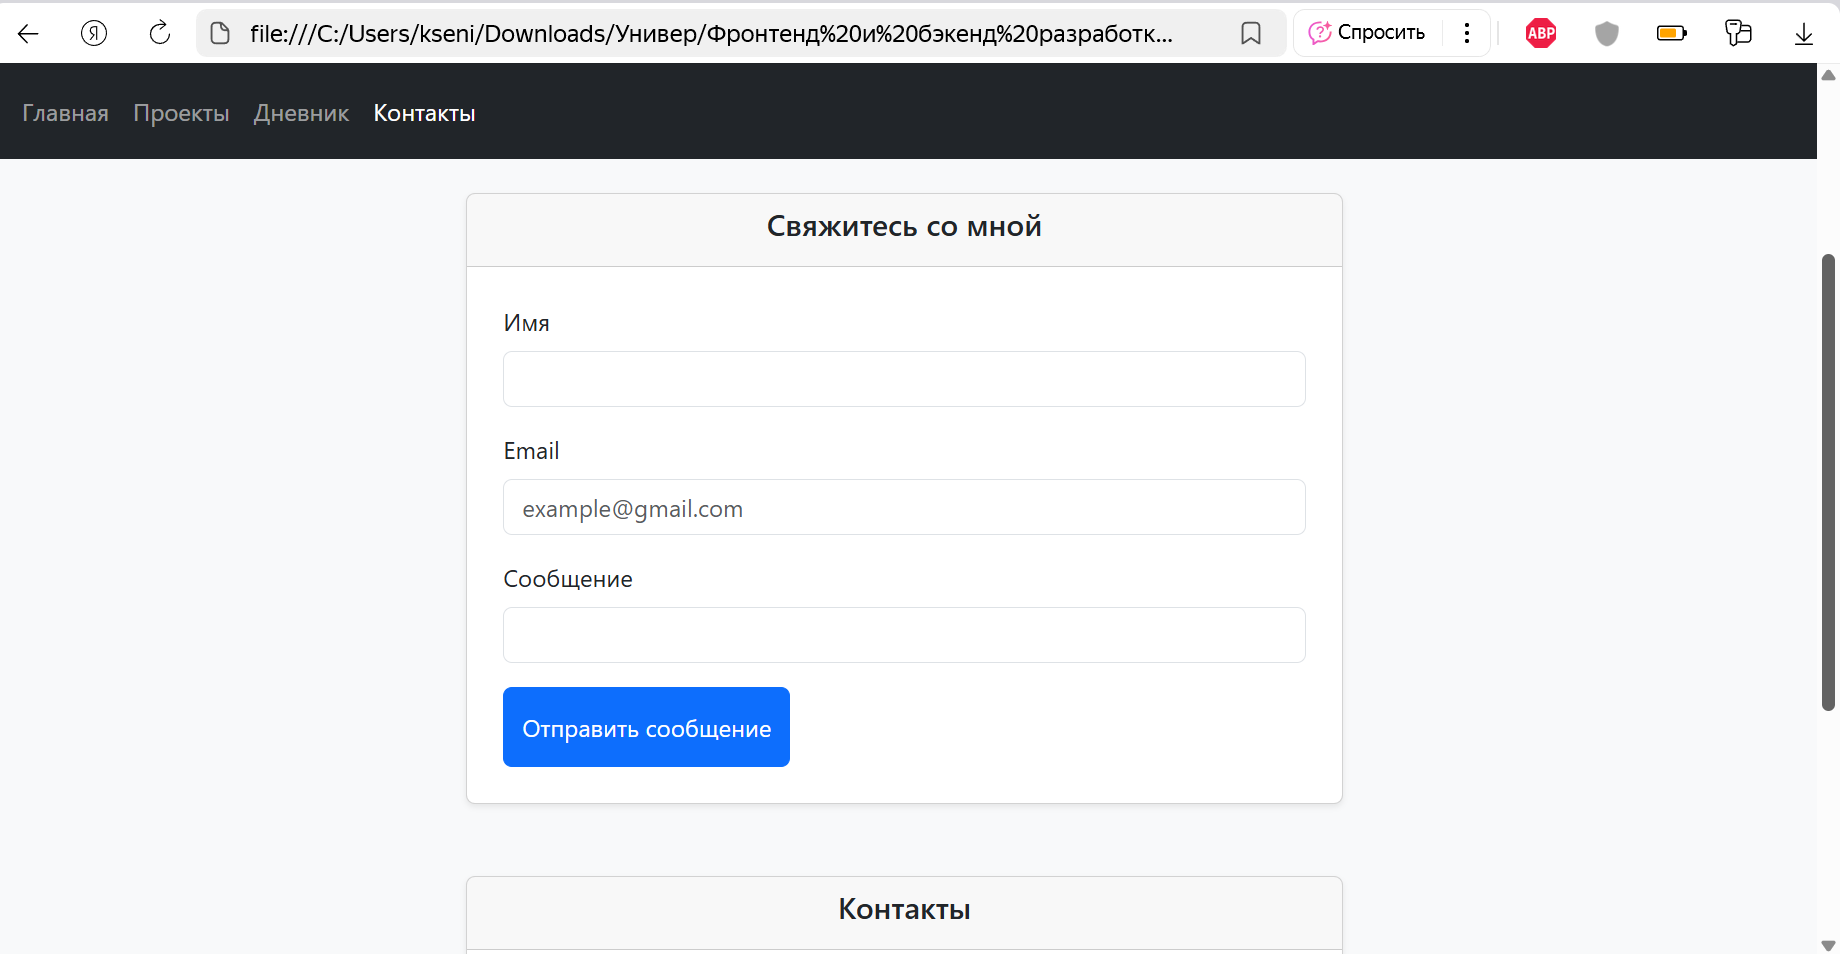 Я
file:///C:/Users/kseni/Downloads/Универ/Фронтенд%20и%20бэкенд%20разработк...
Спросить
ABP
Главная Проекты Дневник Контакты
Свяжитесь со мной
Имя
Email
example@gmail.com
Сообщение
Отправить сообщение
Контакты